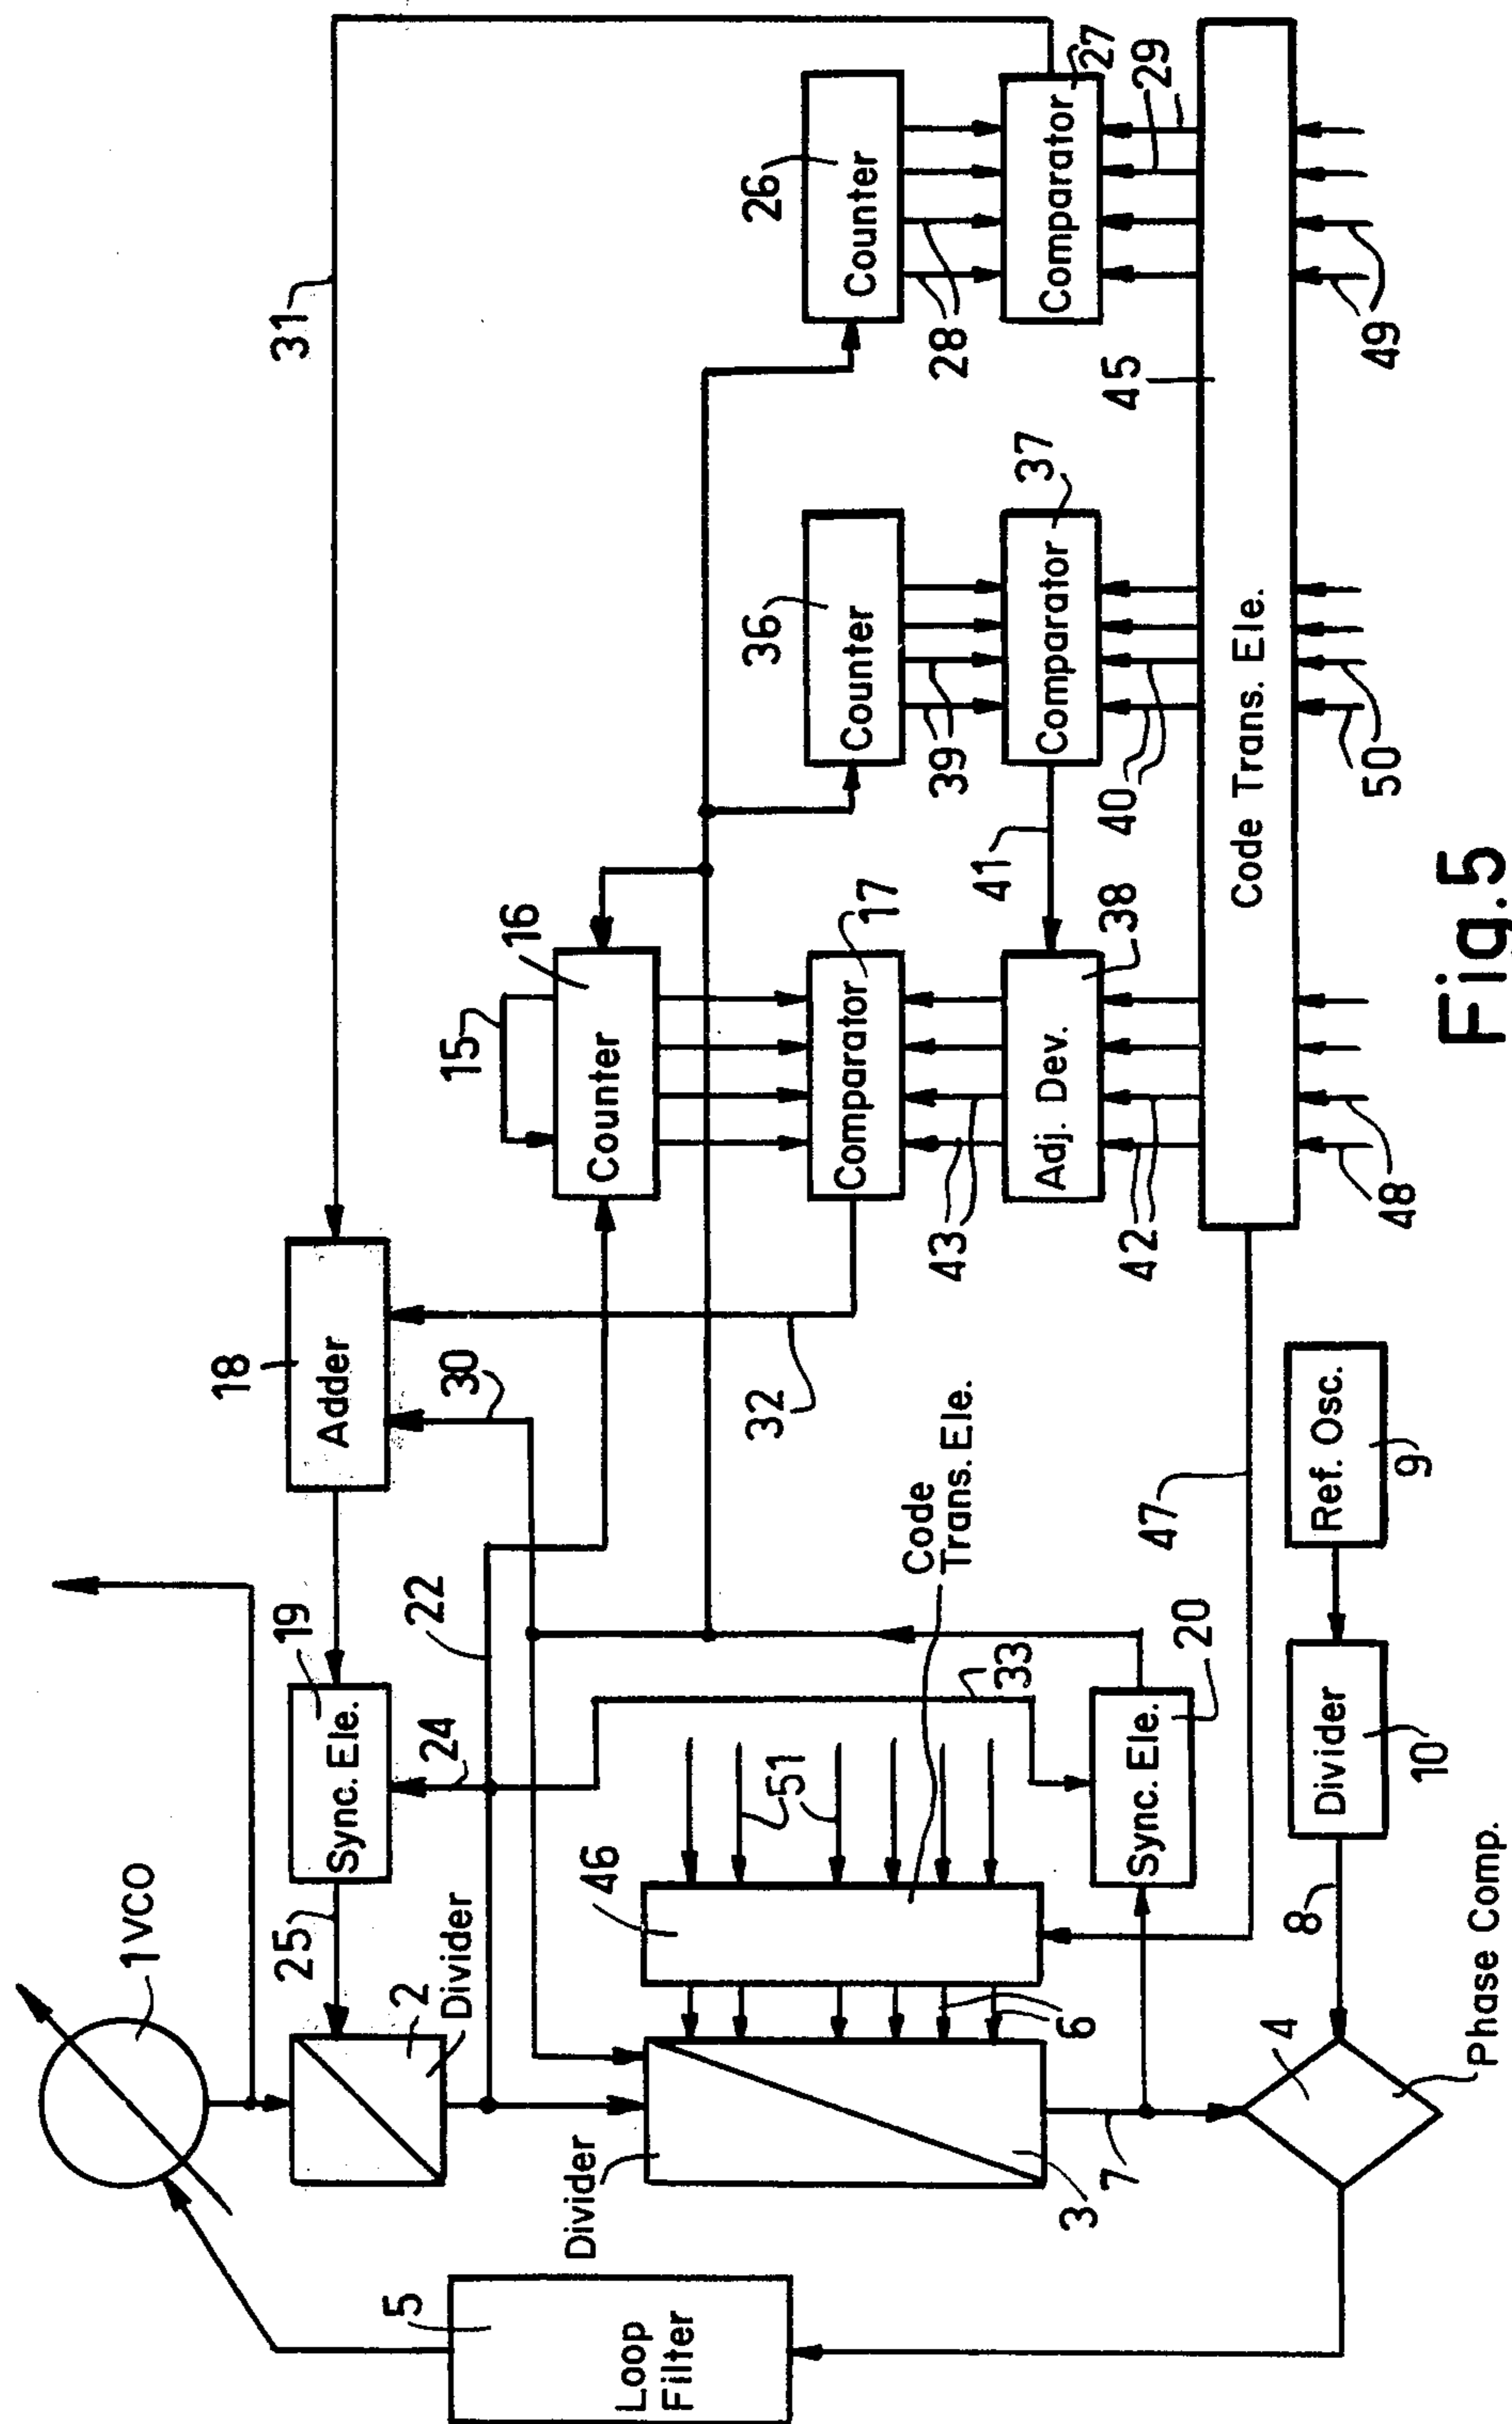 1 VCO
25
19
Sync. Ele.
24
22
18
Adder
30
31
2
Divider
32
15
16
Counter
17
Comparator
43
Adj. Dev.
38
41
42
36
Counter
39
37
Comparator
40
26
Counter
28
27
Comparator
29
45
Code Trans. Ele.
48
50
49
5
Loop
Filter
Divider
3
7
6
46
51
Code
Trans. Ele.
33
Sync. Ele.
20
47
4
Phase Comp.
8
Divider
10
Ref. Osc.
9
Fig.5